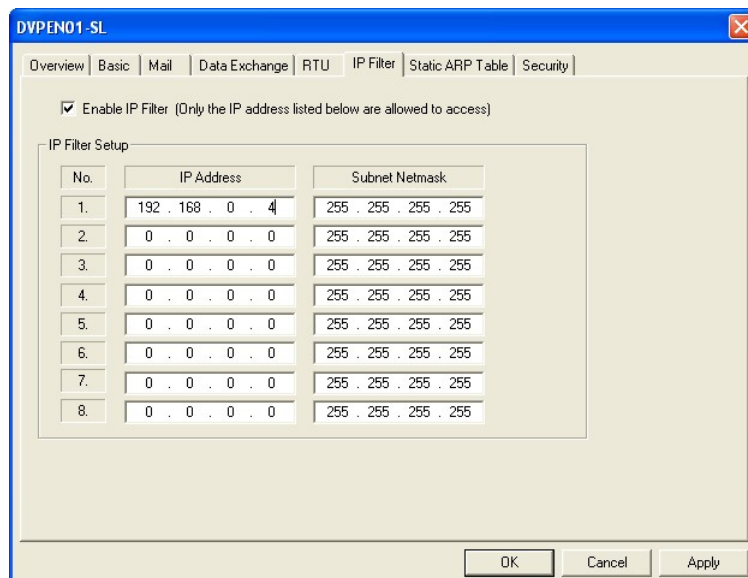 DVPEN01-SL
Overview Basic Mail Data Exchange RTU IP Filter Static ARP Table Security
Enable IP Filter (Only the IP address listed below are allowed to access)
IP Filter Setup
No. IP Address Subnet Netmask
1. 192 . 168 . 0 . 4 255 . 255 . 255 . 255
2. 0 . 0 . 0 . 0 255 . 255 . 255 . 255
3. 0 . 0 . 0 . 0 255 . 255 . 255 . 255
4. 0 . 0 . 0 . 0 255 . 255 . 255 . 255
5. 0 . 0 . 0 . 0 255 . 255 . 255 . 255
6. 0 . 0 . 0 . 0 255 . 255 . 255 . 255
7. 0 . 0 . 0 . 0 255 . 255 . 255 . 255
8. 0 . 0 . 0 . 0 255 . 255 . 255 . 255
OK Cancel Apply